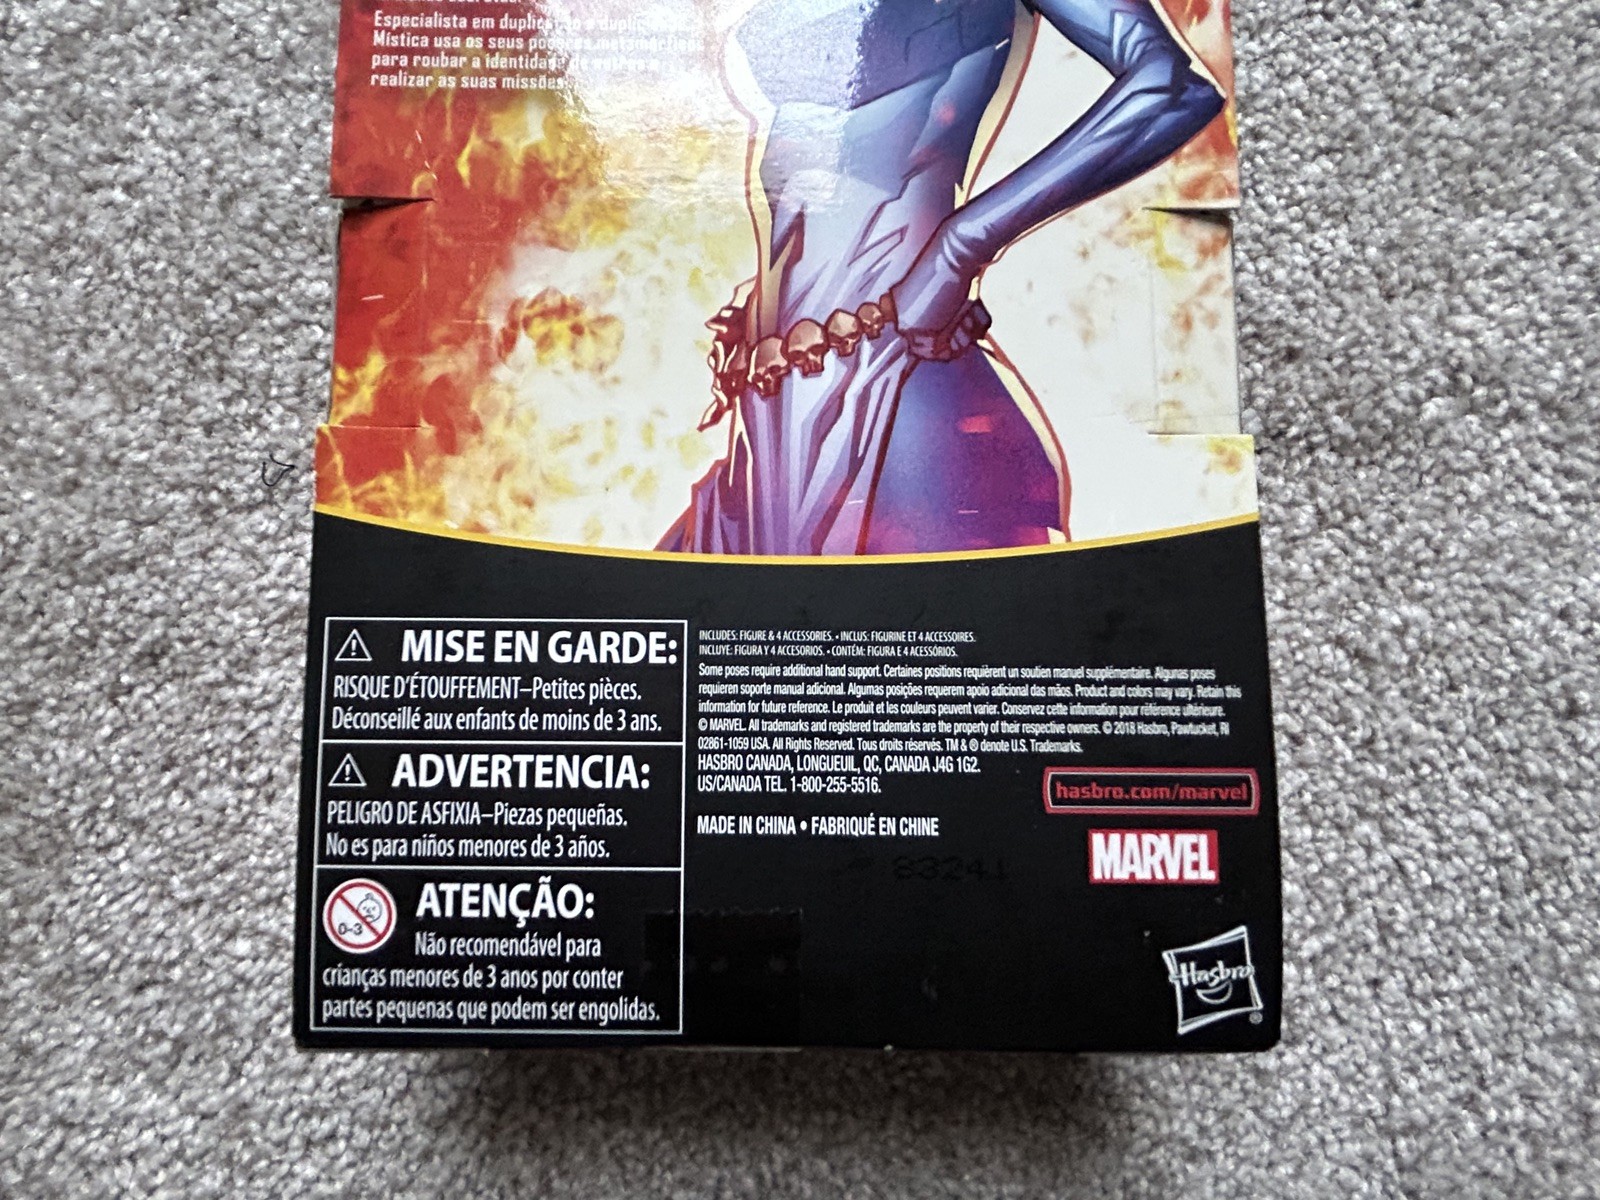 Especialista em
Mística usa os seus poderes
para roubar a identidade de outros e
realizar as suas missões.
MISE EN GARDE:
RISQUE D'ÉTOUFFEMENT–Petites pièces.
Déconseillé aux enfants de moins de 3 ans.
ADVERTENCIA:
PELIGRO DE ASFIXIA–Piezas pequeñas.
No es para niños menores de 3 años.
0-3
ATENÇÃO:
Não recomendável para
crianças menores de 3 anos por conter
partes pequenas que podem ser engolidas.
INCLUDES: FIGURE & 4 ACCESSORIES. • INCLUS: FIGURINE ET 4 ACCESSOIRES.
INCLUYE: FIGURA Y 4 ACCESORIOS. • CONTÉM: FIGURA E 4 ACESSÓRIOS.
Some poses require additional hand support. Certaines positions requièrent un soutien manuel supplémentaire. Algunas poses
requieren soporte manual adicional. Algumas posições requerem apoio adicional das mãos. Product and colors may vary. Retain this
information for future reference. Le produit et les couleurs peuvent varier. Conservez cette information pour référence ultérieure.
© MARVEL. All trademarks and registered trademarks are the property of their respective owners. © 2018 Hasbro, Pawtucket, RI
02861-1059 USA. All Rights Reserved. Tous droits réservés. TM & ® denote U.S. Trademarks.
HASBRO CANADA, LONGUEUIL, QC, CANADA J4G 1G2.
US/CANADA TEL. 1-800-255-5516.
MADE IN CHINA • FABRIQUÉ EN CHINE
83241
hasbro.com/marvel
MARVEL
Hasbro
®